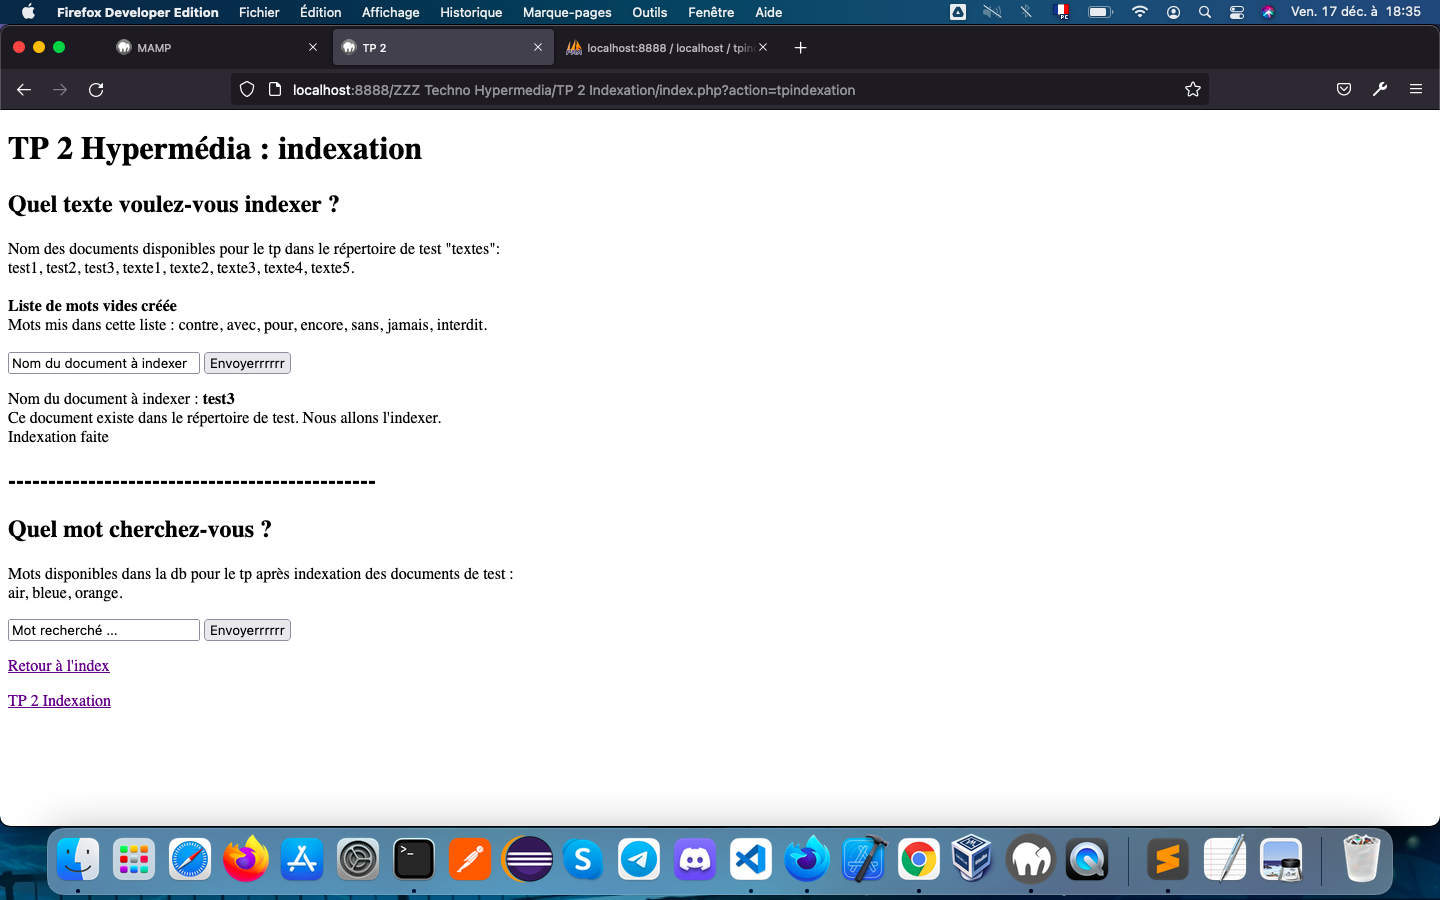 Firefox Developer Edition Fichier Édition Affichage Historique Marque-pages Outils Fenêtre Aide PC Ven. 17 déc. à 18:35
MAMP TP 2 localhost:8888 / localhost / tpin
localhost:8888/ZZZ Techno Hypermedia/TP 2 Indexation/index.php?action=tpindexation
TP 2 Hypermédia : indexation
Quel texte voulez-vous indexer ?
Nom des documents disponibles pour le tp dans le répertoire de test "textes":
test1, test2, test3, texte1, texte2, texte3, texte4, texte5.
Liste de mots vides créée
Mots mis dans cette liste : contre, avec, pour, encore, sans, jamais, interdit.
Nom du document à indexer Envoyerrrrrr
Nom du document à indexer : test3
Ce document existe dans le répertoire de test. Nous allons l'indexer.
Indexation faite
----------------------------------------------
Quel mot cherchez-vous ?
Mots disponibles dans la db pour le tp après indexation des documents de test :
air, bleue, orange.
Mot recherché ... Envoyerrrrrr
Retour à l'index
TP 2 Indexation